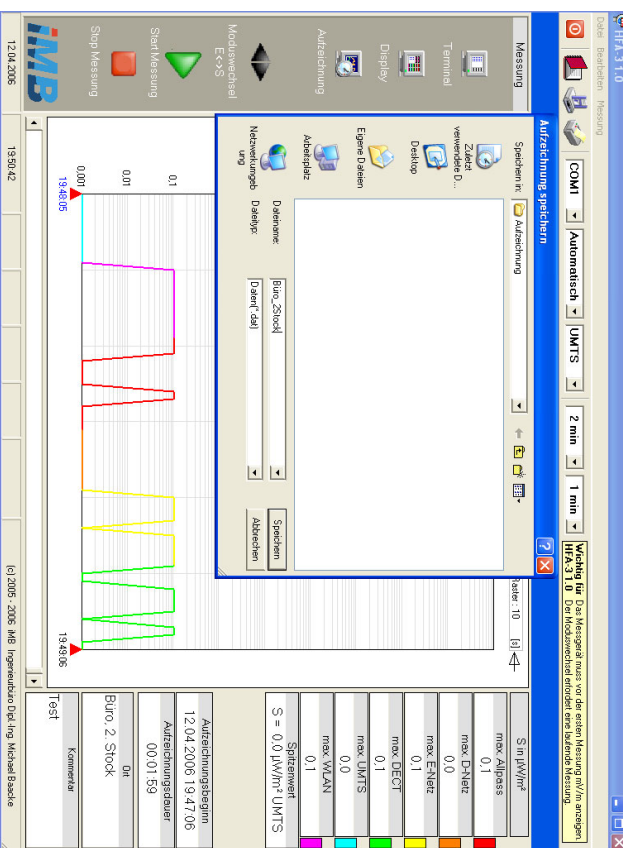 HFA-3 1.0
Datei Bearbeiten Messung
COM1 Automatisch UMTS 2 min 1 min
Wichtig für HFA-3 1.0
Das Messgerät muss vor der ersten Messung mV/m anzeigen.
Der Moduswechsel erfordert eine laufende Messung.
Messung
Terminal
Display
Aufzeichnung
Moduswechsel
E<->S
Start Messung
Stop Messung
iMB
Aufzeichnung speichern
Speichern in: Aufzeichnung
Zuletzt
verwendete D...
Desktop
Eigene Dateien
Arbeitsplatz
Netzwerkumgeb
ung
Dateiname: Büro_2Stock
Speichern
Dateityp: Daten(*.dat)
Abbrechen
Raster : 10 [s]
0,1
0,01
0,001
19:48:05
19:49:06
S in µW/m²
max. Allpass
0,1
max. D-Netz
0,0
max. E-Netz
0,1
max. DECT
0,1
max. UMTS
0,0
max. WLAN
0,1
Spitzenwert
S = 0,0 µW/m² UMTS
Aufzeichnungsbeginn
12.04.2006 19:47:06
Aufzeichnungsdauer
00:01:59
Ort
Büro, 2. Stock
Kommentar
Test
12.04.2006 19:50:42 (c) 2005 - 2006 iMB Ingenieurbüro Dipl.-Ing. Michael Baacke